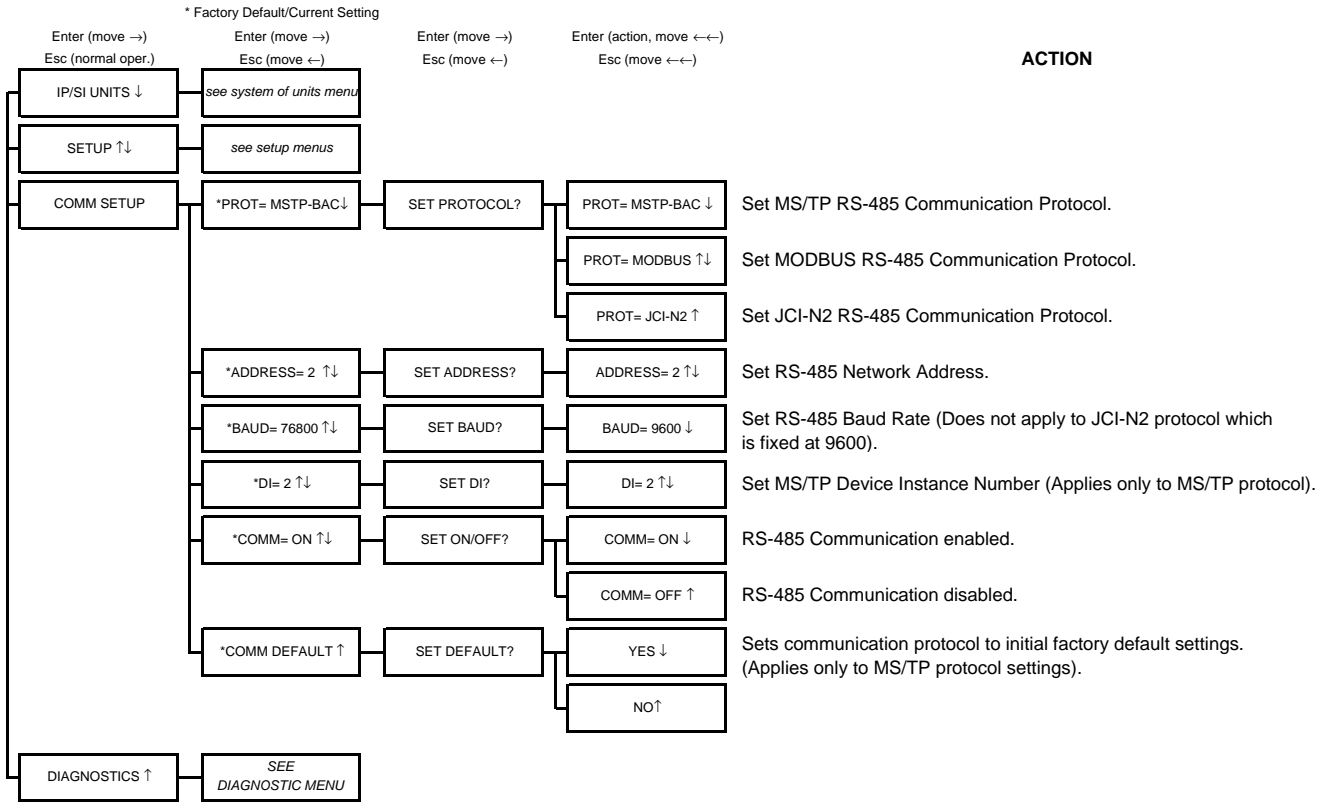 * Factory Default/Current Setting
Enter (move →) Enter (move →) Enter (move →) Enter (action, move ←←)
Esc (normal oper.) Esc (move ←) Esc (move ←) Esc (move ←←) ACTION
IP/SI UNITS ↓ see system of units menu
SETUP ↑↓ see setup menus
COMM SETUP *PROT= MSTP-BAC↓ SET PROTOCOL? PROT= MSTP-BAC ↓ Set MS/TP RS-485 Communication Protocol.
PROT= MODBUS ↑↓ Set MODBUS RS-485 Communication Protocol.
PROT= JCI-N2 ↑ Set JCI-N2 RS-485 Communication Protocol.
*ADDRESS= 2 ↑↓ SET ADDRESS? ADDRESS= 2 ↑↓ Set RS-485 Network Address.
*BAUD= 76800 ↑↓ SET BAUD? BAUD= 9600 ↓ Set RS-485 Baud Rate (Does not apply to JCI-N2 protocol which
is fixed at 9600).
*DI= 2 ↑↓ SET DI? DI= 2 ↑↓ Set MS/TP Device Instance Number (Applies only to MS/TP protocol).
*COMM= ON ↑↓ SET ON/OFF? COMM= ON ↓ RS-485 Communication enabled.
COMM= OFF ↑ RS-485 Communication disabled.
*COMM DEFAULT ↑ SET DEFAULT? YES ↓ Sets communication protocol to initial factory default settings.
(Applies only to MS/TP protocol settings).
NO↑
DIAGNOSTICS ↑ SEE
DIAGNOSTIC MENU